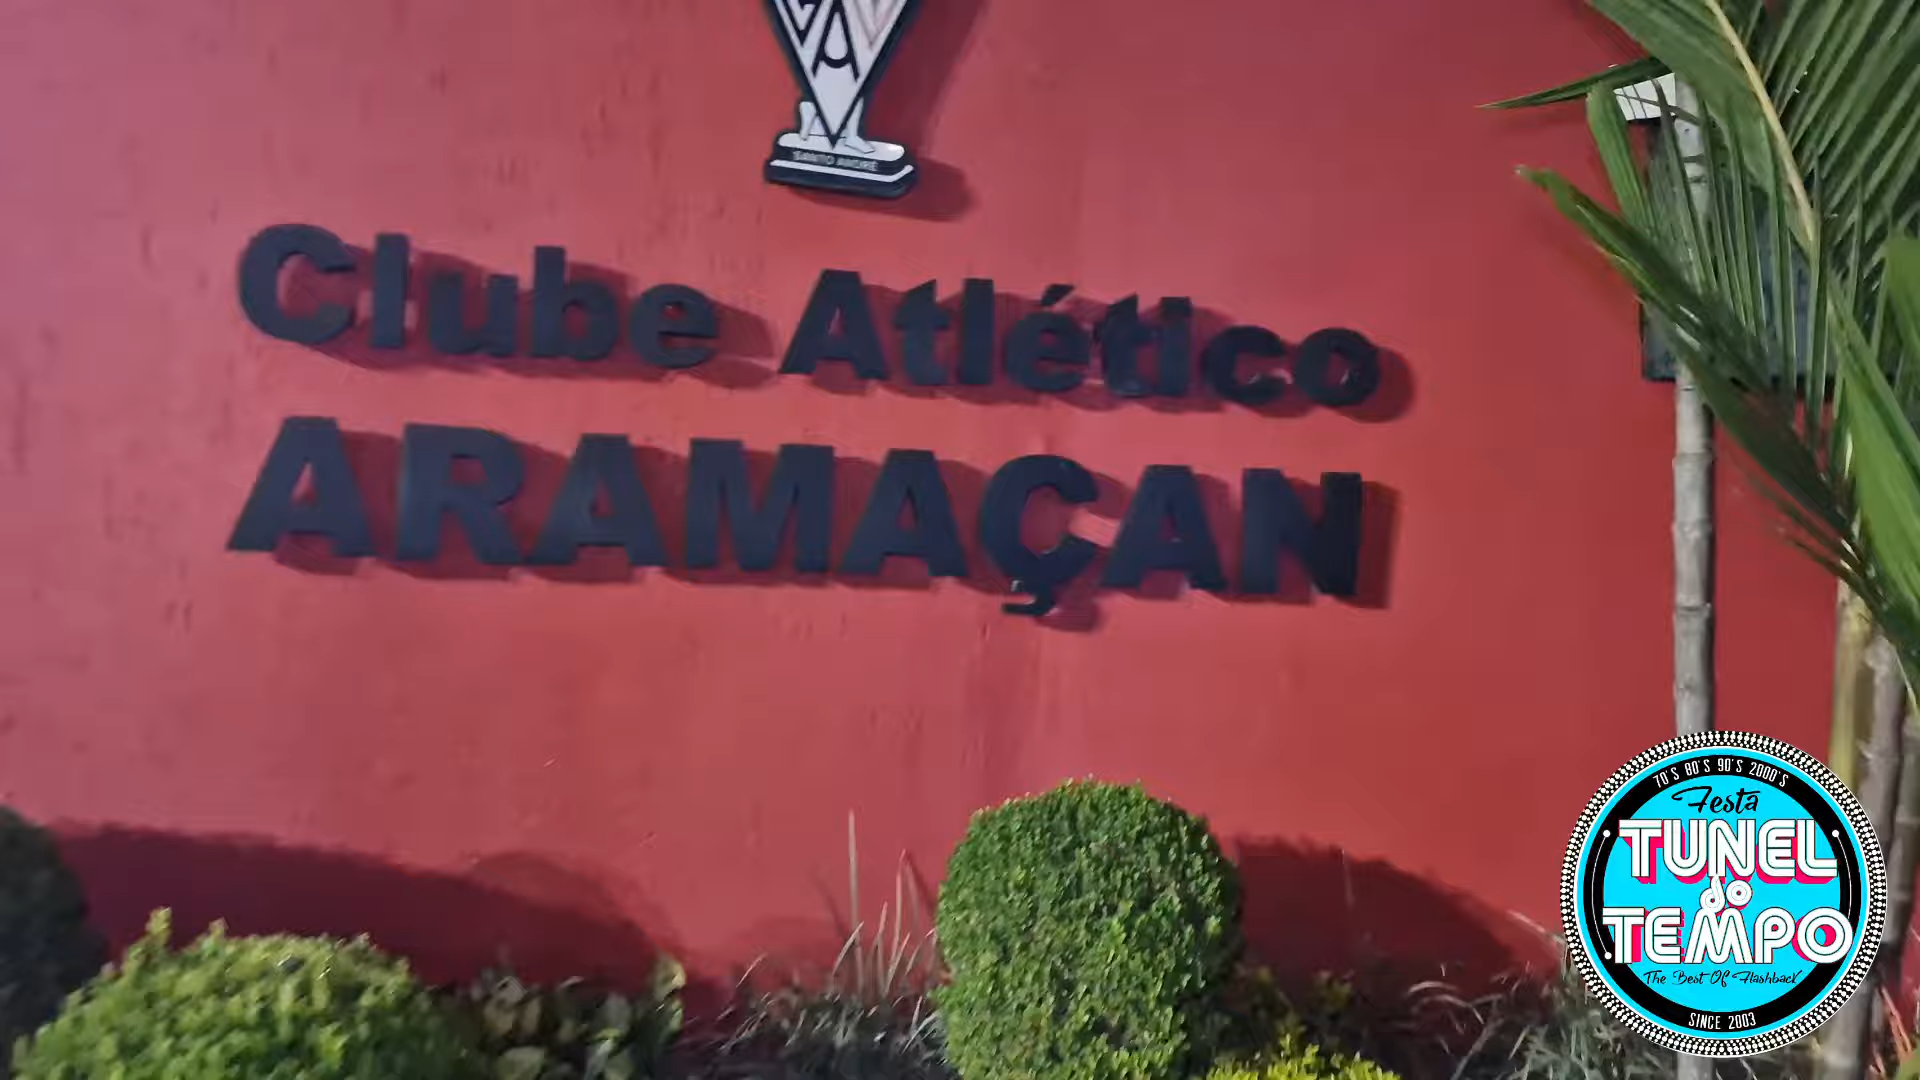 CAA
SANTO ANDRÉ
Clube Atlético
ARAMAÇAN
70'S 80'S 90'S 2000'S
Festa
TUNEL
do
TEMPO
The Best Of Flashback
SINCE 2003